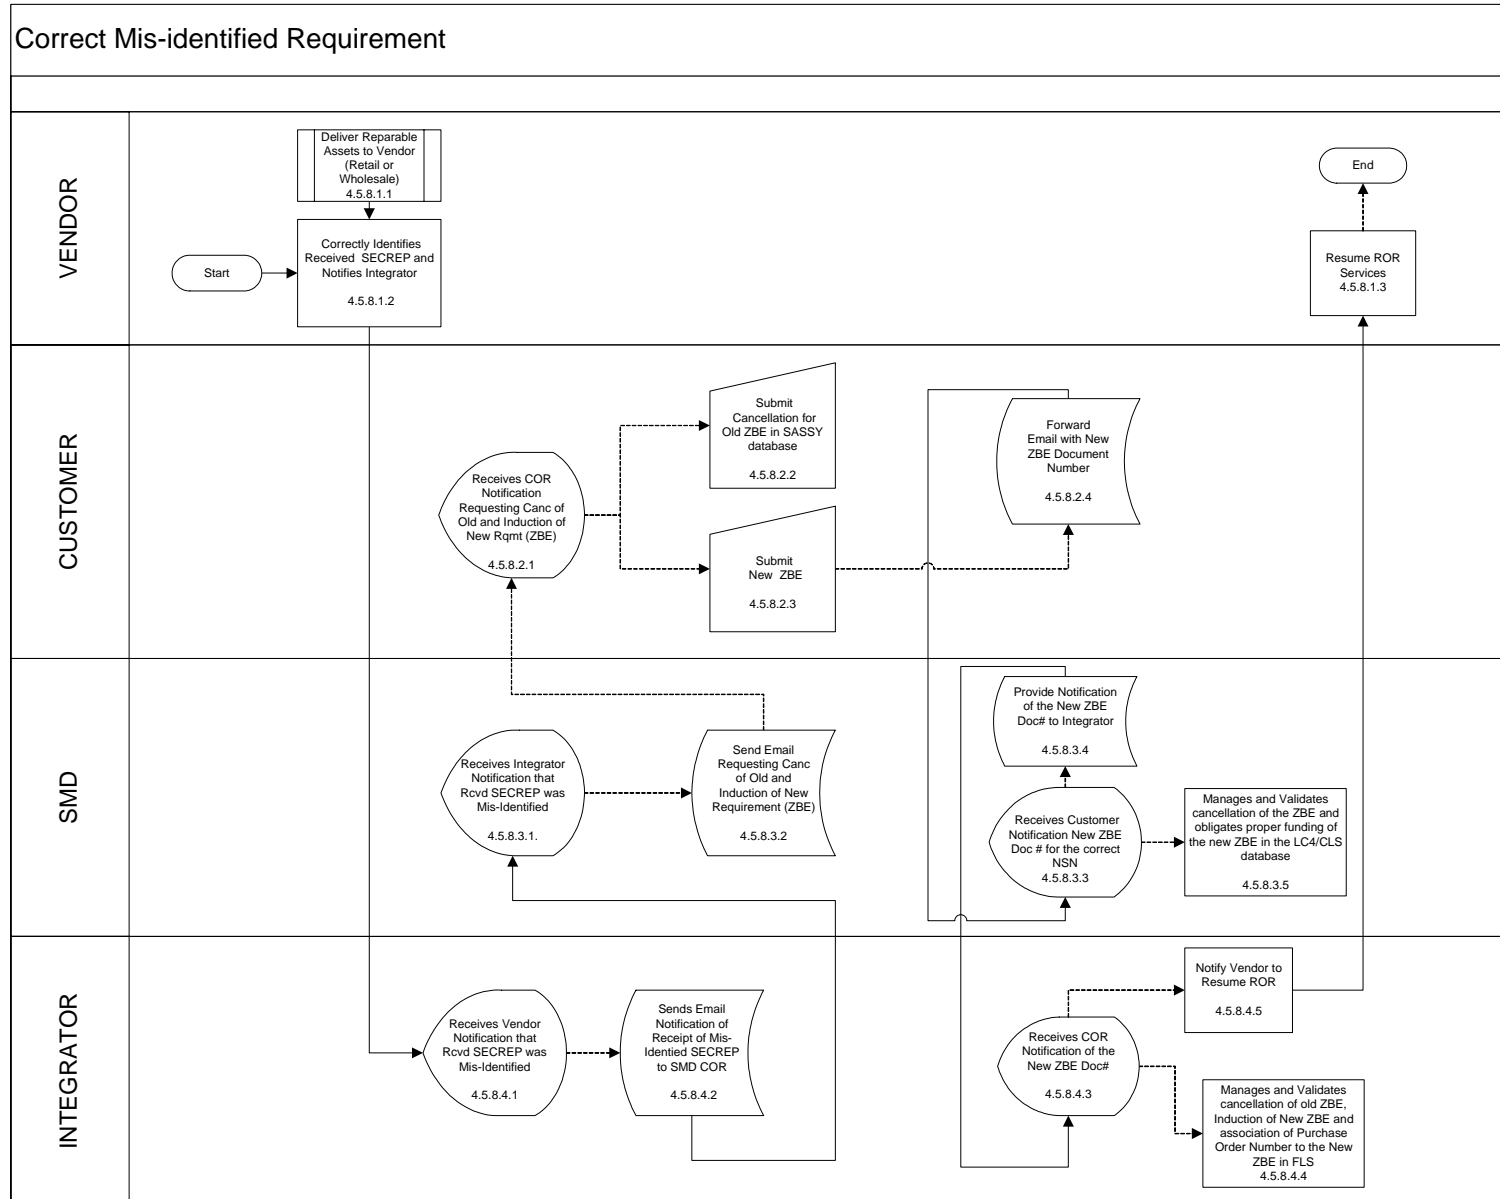 Correct Mis-identified Requirement
VENDOR
Deliver Reparable
Assets to Vendor
(Retail or
Wholesale)
4.5.8.1.1
Start
Correctly Identifies
Received SECREP and
Notifies Integrator
4.5.8.1.2
End
Resume ROR
Services
4.5.8.1.3
CUSTOMER
Receives COR
Notification
Requesting Canc of
Old and Induction of
New Rqmt (ZBE)
4.5.8.2.1
Submit
Cancellation for
Old ZBE in SASSY
database
4.5.8.2.2
Submit
New ZBE
4.5.8.2.3
Forward
Email with New
ZBE Document
Number
4.5.8.2.4
SMD
Receives Integrator
Notification that
Rcvd SECREP was
Mis-Identified
4.5.8.3.1.
Send Email
Requesting Canc
of Old and
Induction of New
Requirement (ZBE)
4.5.8.3.2
Provide Notification
of the New ZBE
Doc# to Integrator
4.5.8.3.4
Receives Customer
Notification New ZBE
Doc # for the correct
NSN
4.5.8.3.3
Manages and Validates
cancellation of the ZBE and
obligates proper funding of
the new ZBE in the LC4/CLS
database
4.5.8.3.5
INTEGRATOR
Receives Vendor
Notification that
Rcvd SECREP was
Mis-Identified
4.5.8.4.1
Sends Email
Notification of
Receipt of Mis-
Identied SECREP
to SMD COR
4.5.8.4.2
Receives COR
Notification of the
New ZBE Doc#
4.5.8.4.3
Notify Vendor to
Resume ROR
4.5.8.4.5
Manages and Validates
cancellation of old ZBE,
Induction of New ZBE and
association of Purchase
Order Number to the New
ZBE in FLS
4.5.8.4.4